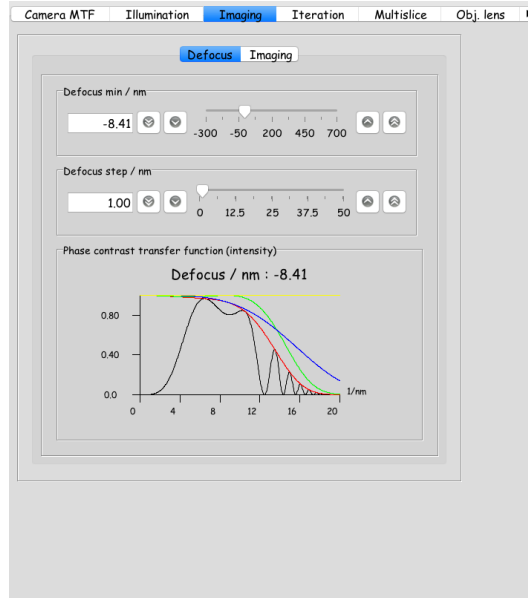 Camera MTF Illumination Imaging Iteration Multislice Obj. lens
Defocus Imaging
Defocus min / nm
-8.41
-300 -50 200 450 700
Defocus step / nm
1.00
0 12.5 25 37.5 50
Phase contrast transfer function (intensity)
Defocus / nm : -8.41
0.80
0.40
0.0
1/nm
0 4 8 12 16 20